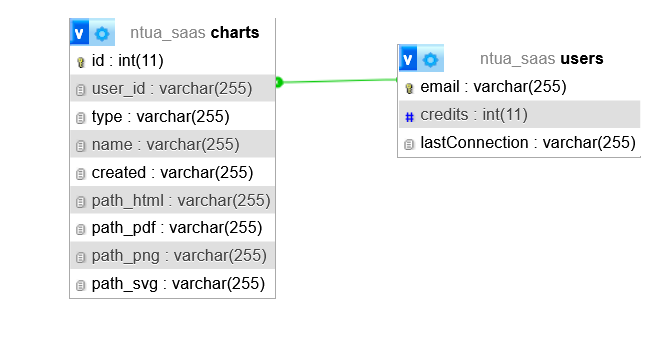 v ntua_saas charts
id : int(11)
user_id : varchar(255)
type : varchar(255)
name : varchar(255)
created : varchar(255)
path_html : varchar(255)
path_pdf : varchar(255)
path_png : varchar(255)
path_svg : varchar(255)
v ntua_saas users
email : varchar(255)
# credits : int(11)
lastConnection : varchar(255)